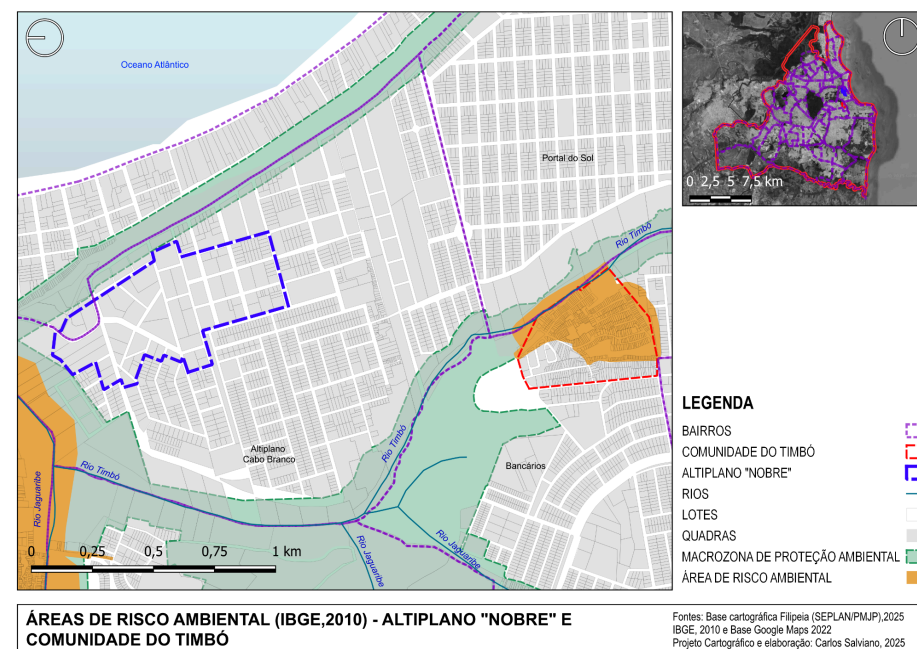 Oceano Atlântico
Portal do Sol
Rio Timbó
Altiplano
Cabo Branco
Rio Timbó
Bancários
Rio Timbó
Rio Jaguaribe
Rio Jaguaribe
Rio Jaguaribe
0 0,25 0,5 0,75 1 km
0 2,5 5 7,5 km
LEGENDA
BAIRROS
COMUNIDADE DO TIMBÓ
ALTIPLANO "NOBRE"
RIOS
LOTES
QUADRAS
MACROZONA DE PROTEÇÃO AMBIENTAL
ÁREA DE RISCO AMBIENTAL
ÁREAS DE RISCO AMBIENTAL (IBGE,2010) - ALTIPLANO "NOBRE" E
COMUNIDADE DO TIMBÓ
Fontes: Base cartográfica Filipeia (SEPLAN/PMJP),2025
IBGE, 2010 e Base Google Maps 2022
Projeto Cartográfico e elaboração: Carlos Salviano, 2025